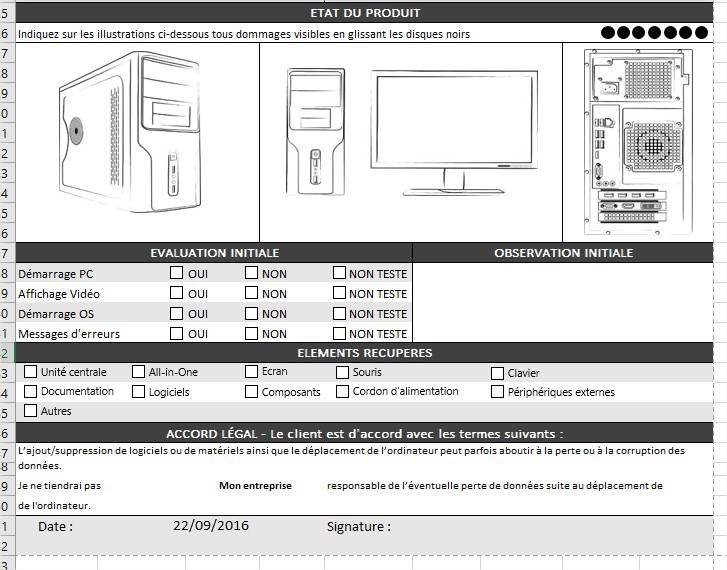 5 ETAT DU PRODUIT
6 Indiquez sur les illustrations ci-dessous tous dommages visibles en glissant les disques noirs
7
8
9
0
1
2
3
4
5
6
7 EVALUATION INITIALE OBSERVATION INITIALE
8 Démarrage PC OUI NON NON TESTE
9 Affichage Vidéo OUI NON NON TESTE
0 Démarrage OS OUI NON NON TESTE
1 Messages d'erreurs OUI NON NON TESTE
2 ELEMENTS RECUPERES
3 Unité centrale All-in-One Ecran Souris Clavier
4 Documentation Logiciels Composants Cordon d'alimentation Périphériques externes
5 Autres
6 ACCORD LÉGAL - Le client est d'accord avec les termes suivants :
7 L'ajout/suppression de logiciels ou de matériels ainsi que le déplacement de l'ordinateur peut parfois aboutir à la perte ou à la corruption des
8 données.
9 Je ne tiendrai pas Mon entreprise responsable de l'éventuelle perte de données suite au déplacement de
0 de l'ordinateur.
1 Date : 22/09/2016 Signature :
2
3